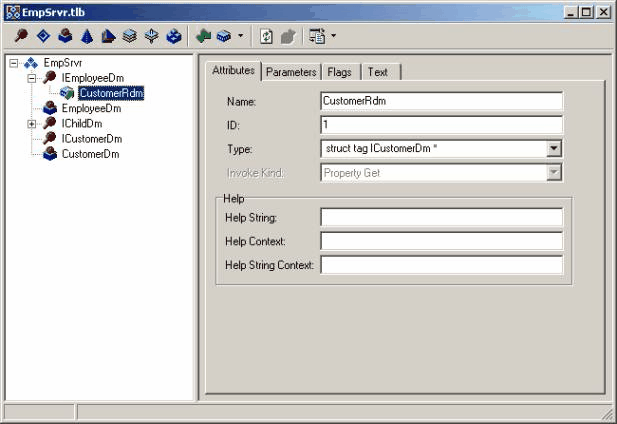 EmpSrvr.tlb
EmpSrvr
IEmployeeDm
CustomerRdm
EmployeeDm
IChildDm
ICustomerDm
CustomerDm
Attributes Parameters Flags Text
Name: CustomerRdm
ID: 1
Type: struct tag ICustomerDm *
Invoke Kind: Property Get
Help
Help String:
Help Context:
Help String Context: